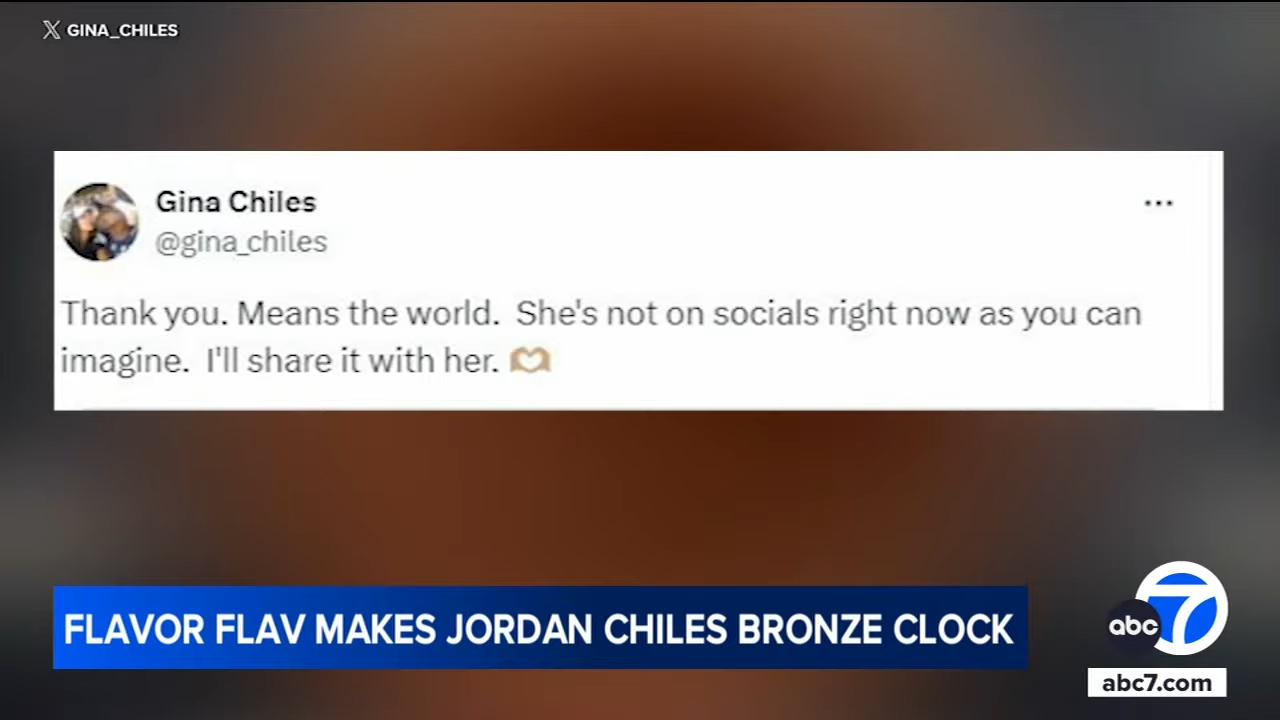 GINA_CHILES
Gina Chiles
@gina_chiles
Thank you. Means the world. She's not on socials right now as you can
imagine. I'll share it with her. 🫶🏽
FLAVOR FLAV MAKES JORDAN CHILES BRONZE CLOCK
abc 7
abc7.com